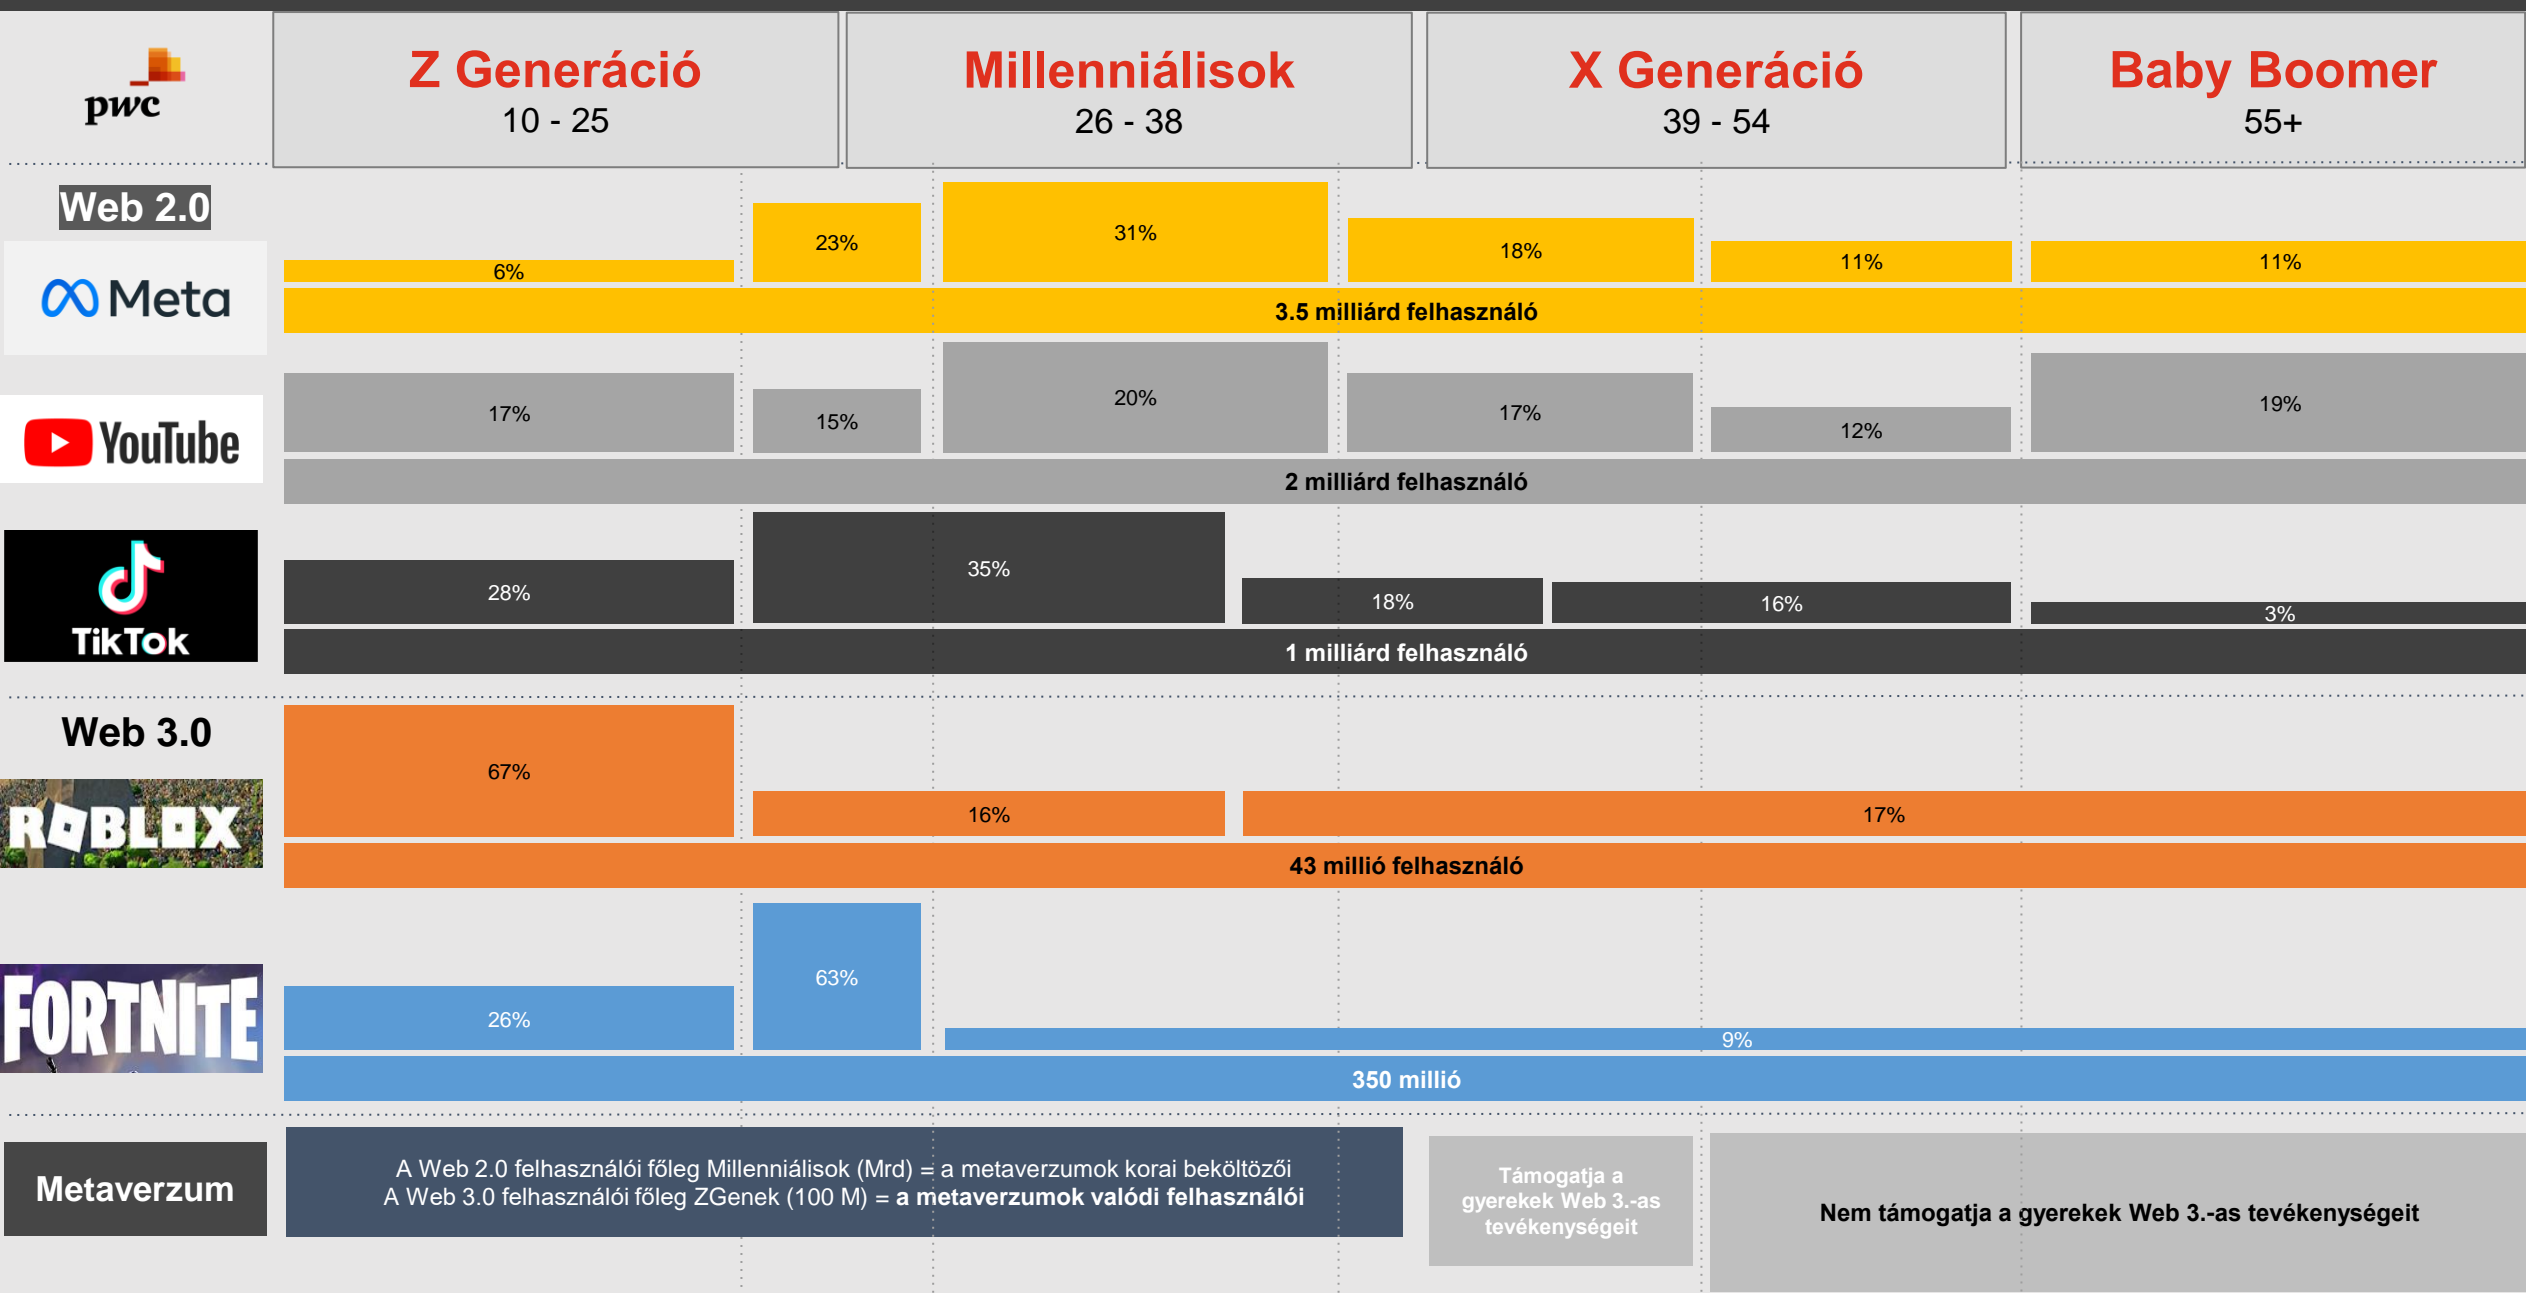 pwc
Z Generáció
10 - 25
Millenniálisok
26 - 38
X Generáció
39 - 54
Baby Boomer
55+
Web 2.0
Meta
6%
23%
31%
18%
11%
11%
3.5 milliárd felhasználó
YouTube
17%
15%
20%
17%
12%
19%
2 milliárd felhasználó
TikTok
28%
35%
18%
16%
3%
1 milliárd felhasználó
Web 3.0
ROBLOX
67%
16%
17%
43 millió felhasználó
FORTNITE
26%
63%
9%
350 millió
Metaverzum
A Web 2.0 felhasználói főleg Millenniálisok (Mrd) = a metaverzumok korai beköltözői
A Web 3.0 felhasználói főleg ZGenek (100 M) = a metaverzumok valódi felhasználói
Támogatja a
gyerekek Web 3.-as
tevékenységeit
Nem támogatja a gyerekek Web 3.-as tevékenységeit